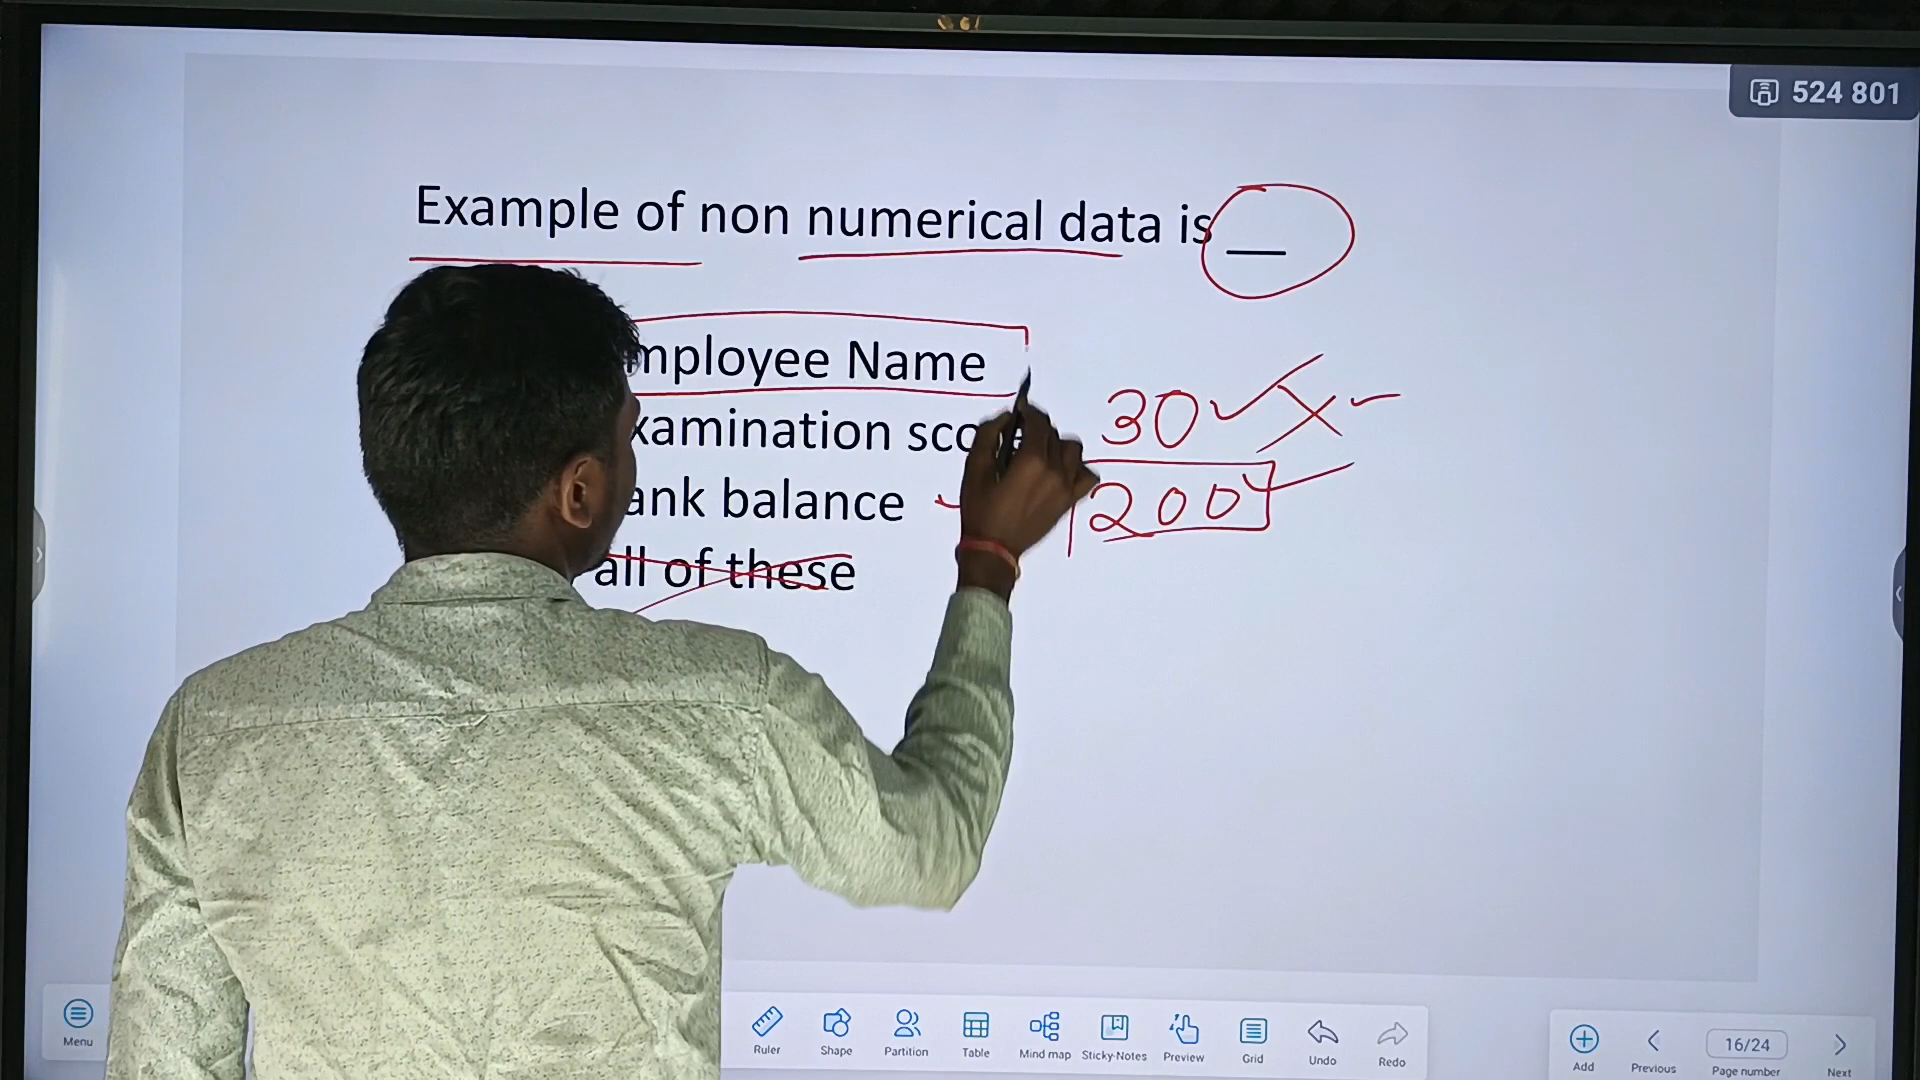 524 801
Example of non numerical data is __
mployee Name
xamination sco
ank balance
all of these
30
200
Menu
Ruler
Shape
Partition
Table
Mind map
Sticky-Notes
Preview
Grid
Undo
Redo
Add
Previous
16/24
Page number
Next